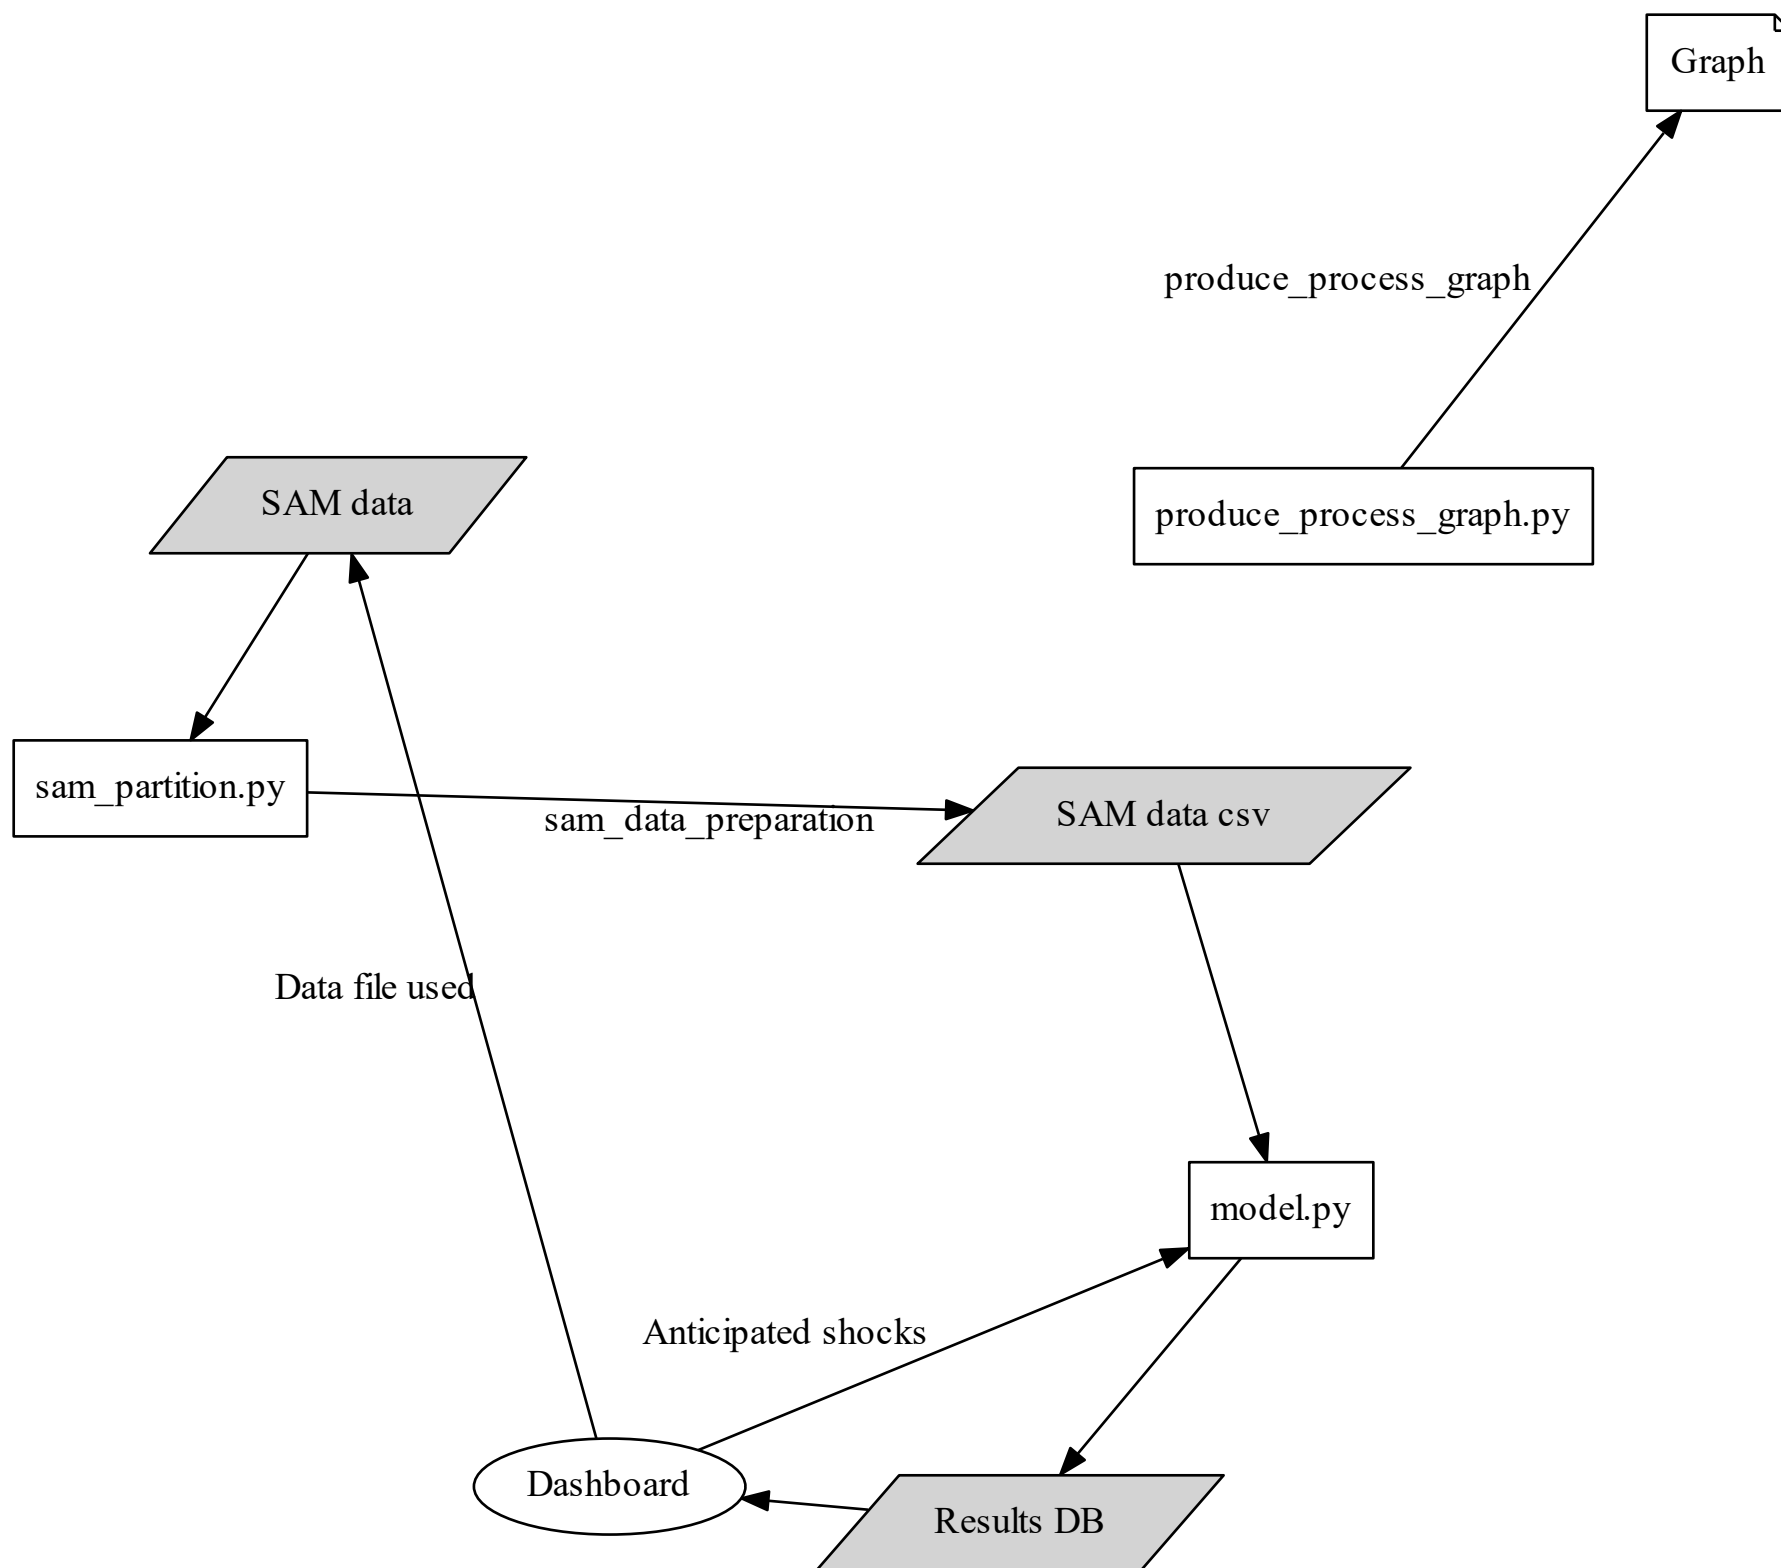 Graph
produce_process_graph
SAM data
produce_process_graph.py
sam_partition.py
sam_data_preparation
SAM data csv
Data file used
model.py
Anticipated shocks
Dashboard
Results DB